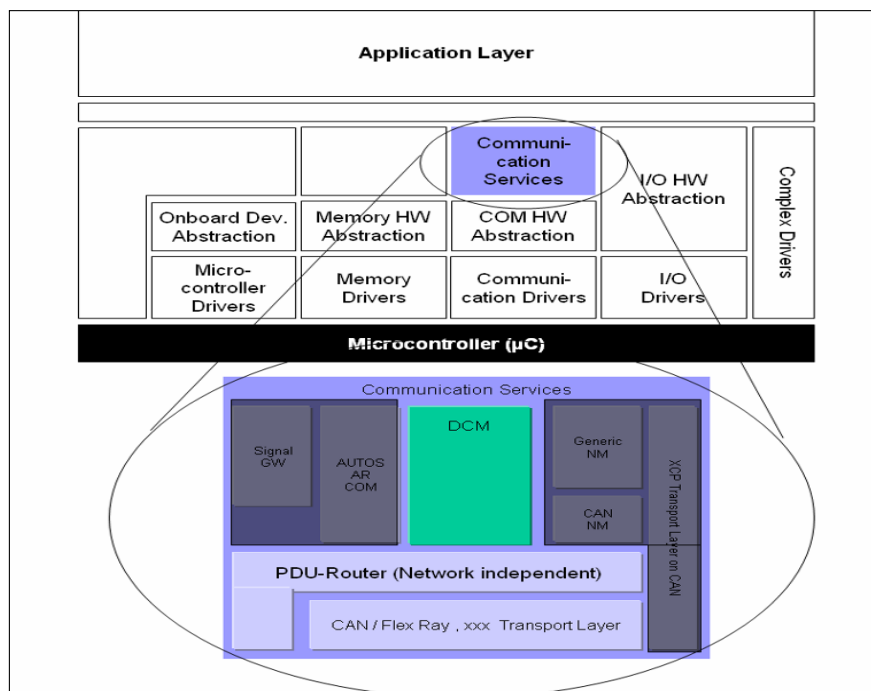 Application Layer
Communi-
cation
Services
I/O HW
Abstraction
Complex Drivers
Onboard Dev.
Abstraction
Memory HW
Abstraction
COM HW
Abstraction
Micro-
controller
Drivers
Memory
Drivers
Communi-
cation Drivers
I/O
Drivers
Microcontroller (µC)
Communication Services
Signal
GW
AUTOS
AR
COM
DCM
Generic
NM
CAN
NM
XCP Transport Layer on CAN
PDU-Router (Network independent)
CAN / Flex Ray , xxx Transport Layer